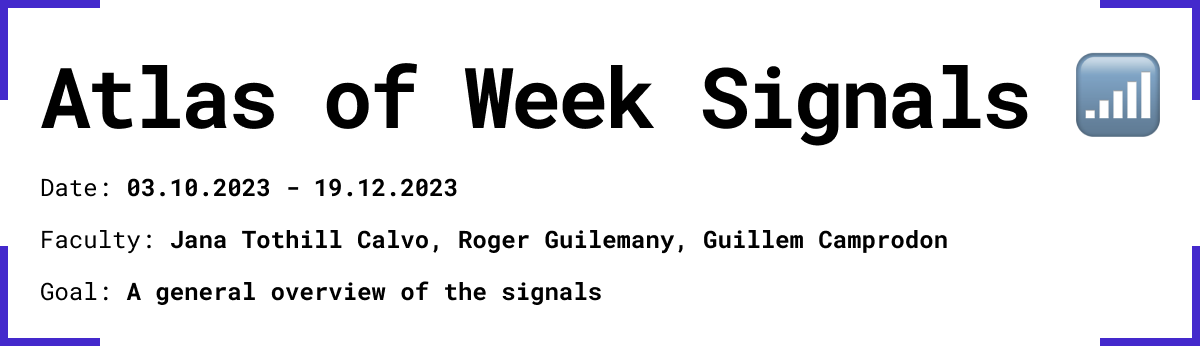 Atlas of Week Signals 📶
Date: 03.10.2023 - 19.12.2023
Faculty: Jana Tothill Calvo, Roger Guilemany, Guillem Camprodon
Goal: A general overview of the signals